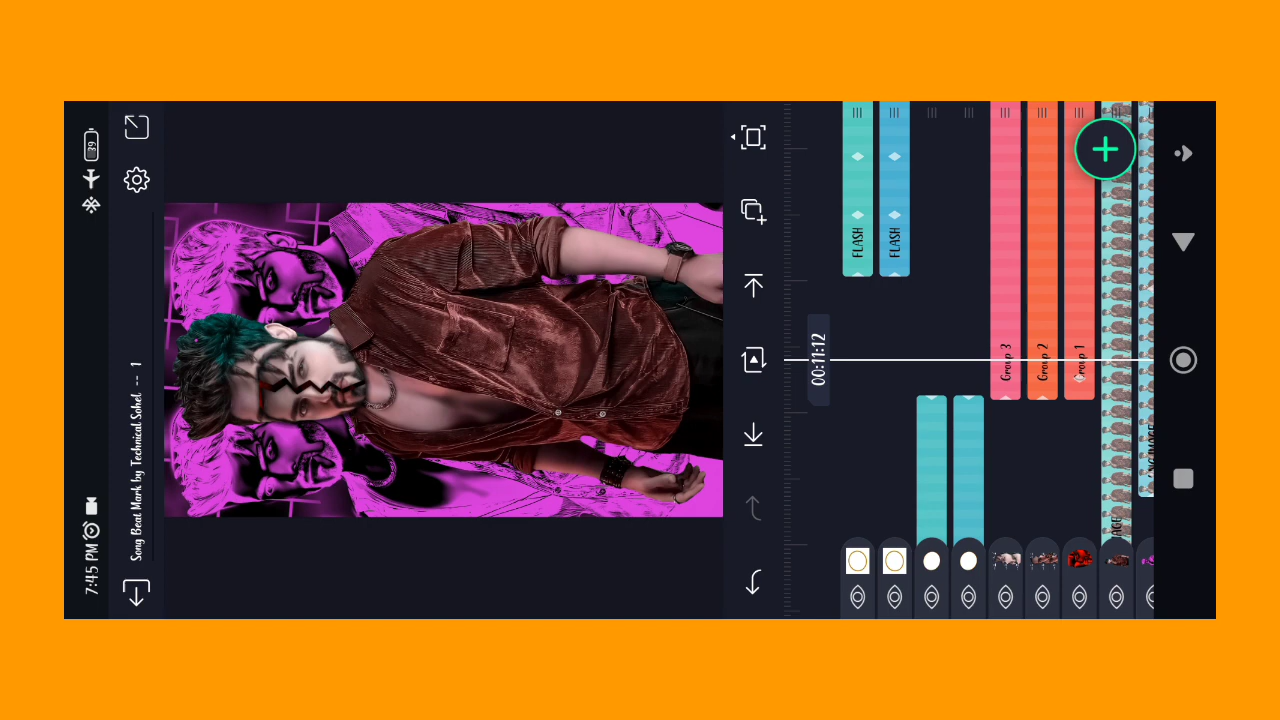 7:45 PM
39
Song Beat Mark by Technical Sohel -- 1
00:11:12
FLASH
FLASH
Group 3
Group 2
Group 1